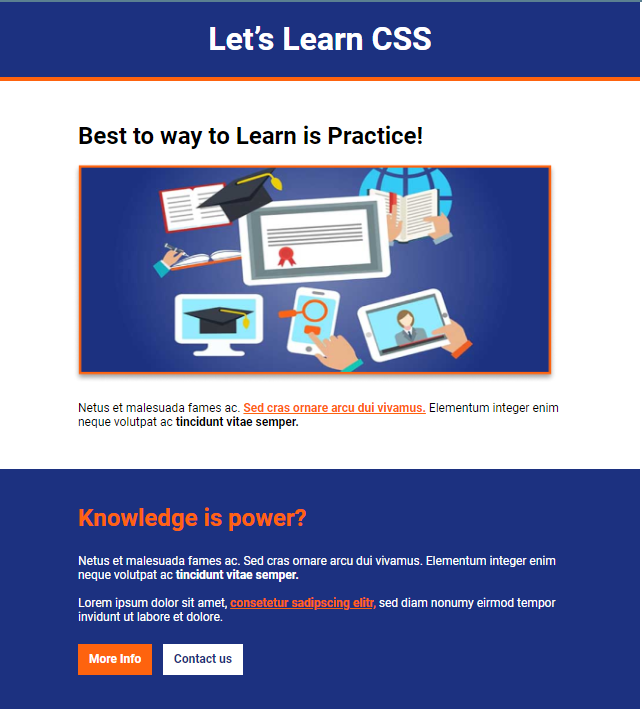 Let’s Learn CSS
Best to way to Learn is Practice!
Netus et malesuada fames ac. Sed cras ornare arcu dui vivamus. Elementum integer enim
neque volutpat ac tincidunt vitae semper.
Knowledge is power?
Netus et malesuada fames ac. Sed cras ornare arcu dui vivamus. Elementum integer enim
neque volutpat ac tincidunt vitae semper.
Lorem ipsum dolor sit amet, consetetur sadipscing elitr, sed diam nonumy eirmod tempor
invidunt ut labore et dolore.
More Info
Contact us